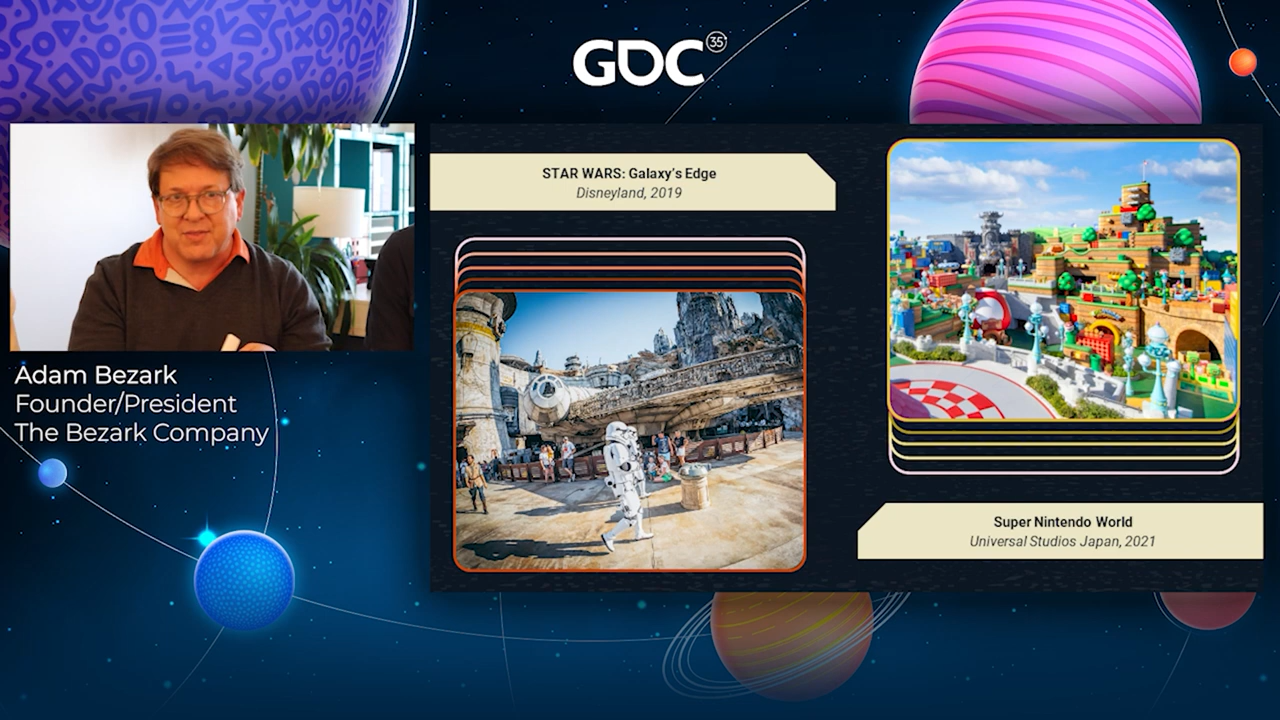 GDC 35
Adam Bezark
Founder/President
The Bezark Company
STAR WARS: Galaxy's Edge
Disneyland, 2019
Super Nintendo World
Universal Studios Japan, 2021